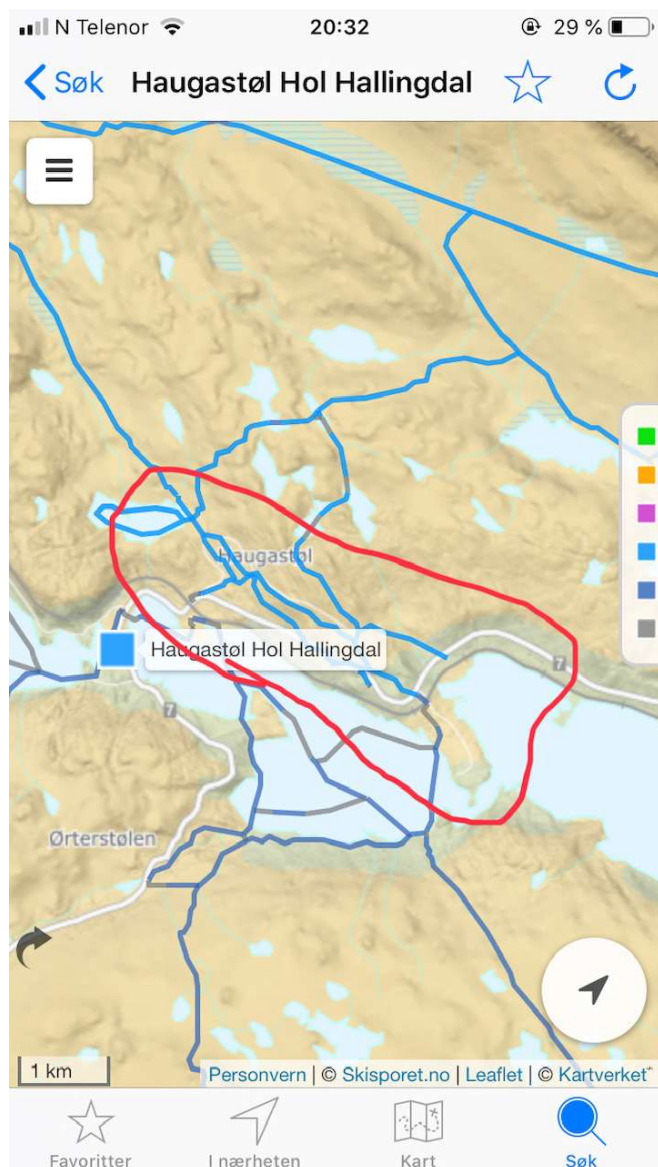 N Telenor 20:32 29 %
Søk Haugastøl Hol Hallingdal
Haugastøl
Haugastøl Hol Hallingdal
7
7
Ørterstølen
1 km
Personvern | © Skisporet.no | Leaflet | © Kartverket
Favoritter I nærheten Kart Søk